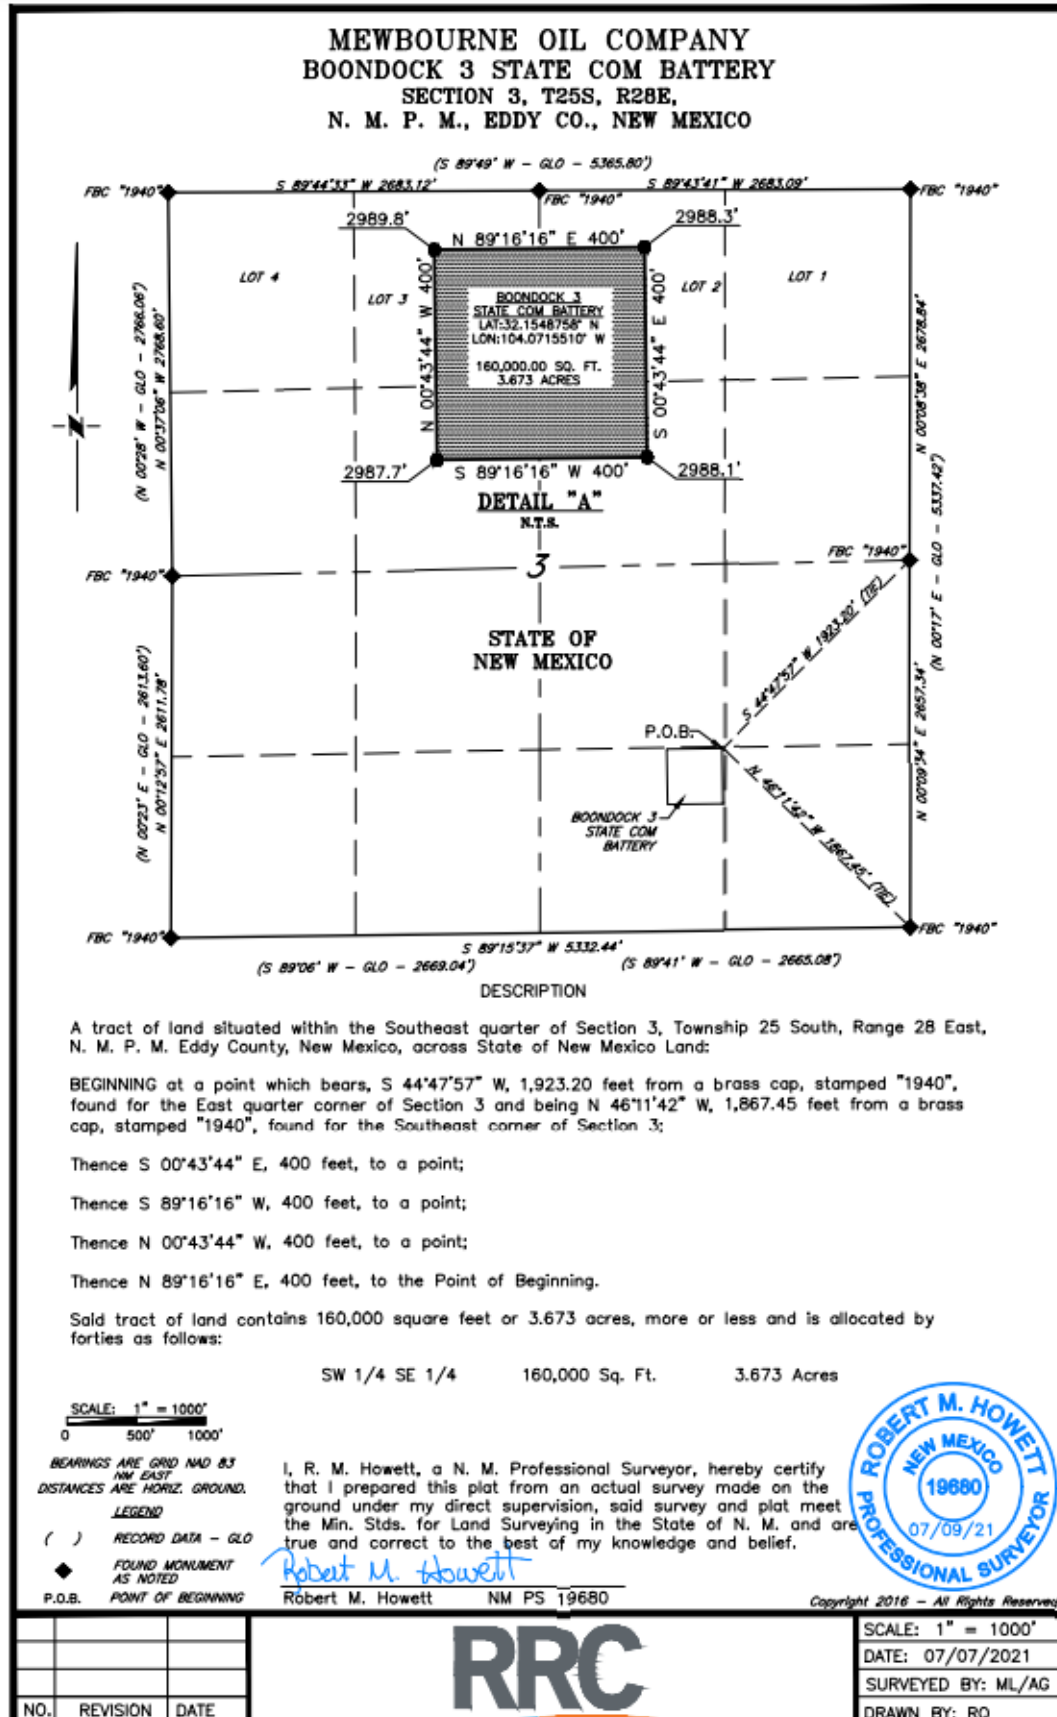 MEWBOURNE OIL COMPANY
BOONDOCK 3 STATE COM BATTERY
SECTION 3, T25S, R28E,
N. M. P. M., EDDY CO., NEW MEXICO
(S 89°49' W - GLO - 5365.80')
FBC "1940"
S 89°44'33" W 2683.12'
FBC "1940"
S 89°43'41" W 2683.09'
FBC "1940"
2989.8'
2988.3'
N 89°16'16" E 400'
LOT 4
LOT 3
LOT 2
LOT 1
N 00°43'44" W 400'
S 00°43'44" E 400'
BOONDOCK 3
STATE COM BATTERY
LAT:32.1548758° N
LON:104.0715510° W
160,000.00 SQ. FT.
3.673 ACRES
(N 00°28' W - GLO - 2766.06')
N 00°37'06" W 2768.60'
N 00°08'38" E 2678.84'
(N 00°17' E - GLO - 5337.42')
2987.7'
S 89°16'16" W 400'
2988.1'
DETAIL "A"
N.T.S.
FBC "1940"
3
FBC "1940"
STATE OF
NEW MEXICO
S 44°47'57" W 1923.20' (TIE)
P.O.B.
N 46°11'42" W 1867.45' (TIE)
BOONDOCK 3
STATE COM
BATTERY
(N 00°23' E - GLO - 2613.60')
N 00°12'57" E 2611.78'
N 00°09'34" E 2657.34'
FBC "1940"
S 89°15'37" W 5332.44'
FBC "1940"
(S 89°06' W - GLO - 2669.04')
(S 89°41' W - GLO - 2665.08')
DESCRIPTION
A tract of land situated within the Southeast quarter of Section 3, Township 25 South, Range 28 East,
N. M. P. M. Eddy County, New Mexico, across State of New Mexico Land:
BEGINNING at a point which bears, S 44°47'57" W, 1,923.20 feet from a brass cap, stamped "1940",
found for the East quarter corner of Section 3 and being N 46°11'42" W, 1,867.45 feet from a brass
cap, stamped "1940", found for the Southeast corner of Section 3;
Thence S 00°43'44" E, 400 feet, to a point;
Thence S 89°16'16" W, 400 feet, to a point;
Thence N 00°43'44" W, 400 feet, to a point;
Thence N 89°16'16" E, 400 feet, to the Point of Beginning.
Said tract of land contains 160,000 square feet or 3.673 acres, more or less and is allocated by
forties as follows:
SW 1/4 SE 1/4 160,000 Sq. Ft. 3.673 Acres
SCALE: 1" = 1000'
0 500' 1000'
BEARINGS ARE GRID NAD 83
NM EAST
DISTANCES ARE HORIZ. GROUND.
LEGEND
( ) RECORD DATA - GLO
FOUND MONUMENT
AS NOTED
P.O.B. POINT OF BEGINNING
I, R. M. Howett, a N. M. Professional Surveyor, hereby certify
that I prepared this plat from an actual survey made on the
ground under my direct supervision, said survey and plat meet
the Min. Stds. for Land Surveying in the State of N. M. and are
true and correct to the best of my knowledge and belief.
Robert M. Howett
Robert M. Howett NM PS 19680
ROBERT M. HOWETT
NEW MEXICO
19680
07/09/21
PROFESSIONAL SURVEYOR
Copyright 2016 - All Rights Reserved
NO. REVISION DATE
RRC
SCALE: 1" = 1000'
DATE: 07/07/2021
SURVEYED BY: ML/AG
DRAWN BY: RO